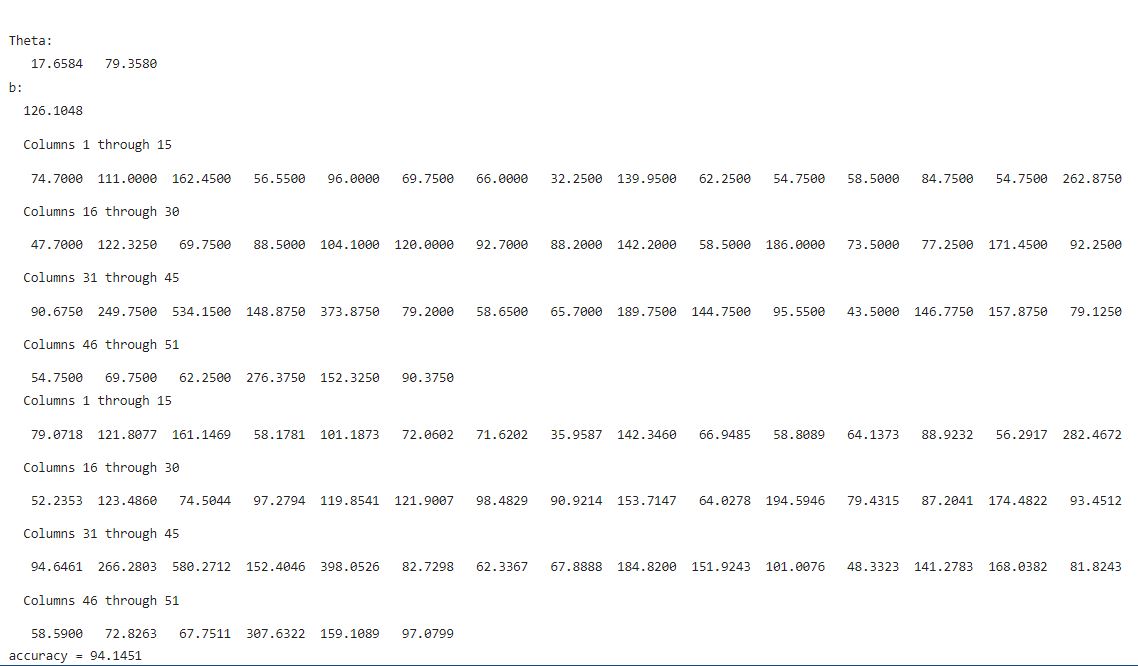 Theta:
17.6584 79.3580
b:
126.1048
Columns 1 through 15
74.7000 111.0000 162.4500 56.5500 96.0000 69.7500 66.0000 32.2500 139.9500 62.2500 54.7500 58.5000 84.7500 54.7500 262.8750
Columns 16 through 30
47.7000 122.3250 69.7500 88.5000 104.1000 120.0000 92.7000 88.2000 142.2000 58.5000 186.0000 73.5000 77.2500 171.4500 92.2500
Columns 31 through 45
90.6750 249.7500 534.1500 148.8750 373.8750 79.2000 58.6500 65.7000 189.7500 144.7500 95.5500 43.5000 146.7750 157.8750 79.1250
Columns 46 through 51
54.7500 69.7500 62.2500 276.3750 152.3250 90.3750
Columns 1 through 15
79.0718 121.8077 161.1469 58.1781 101.1873 72.0602 71.6202 35.9587 142.3460 66.9485 58.8089 64.1373 88.9232 56.2917 282.4672
Columns 16 through 30
52.2353 123.4860 74.5044 97.2794 119.8541 121.9007 98.4829 90.9214 153.7147 64.0278 194.5946 79.4315 87.2041 174.4822 93.4512
Columns 31 through 45
94.6461 266.2803 580.2712 152.4046 398.0526 82.7298 62.3367 67.8888 184.8200 151.9243 101.0076 48.3323 141.2783 168.0382 81.8243
Columns 46 through 51
58.5900 72.8263 67.7511 307.6322 159.1089 97.0799
accuracy = 94.1451